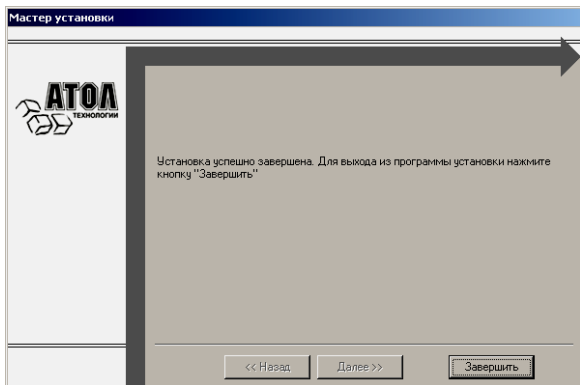 Мастер установки
АТОЛ
ТЕХНОЛОГИИ
Установка успешно завершена. Для выхода из программы установки нажмите
кнопку "Завершить"
<< Назад
Далее >>
Завершить